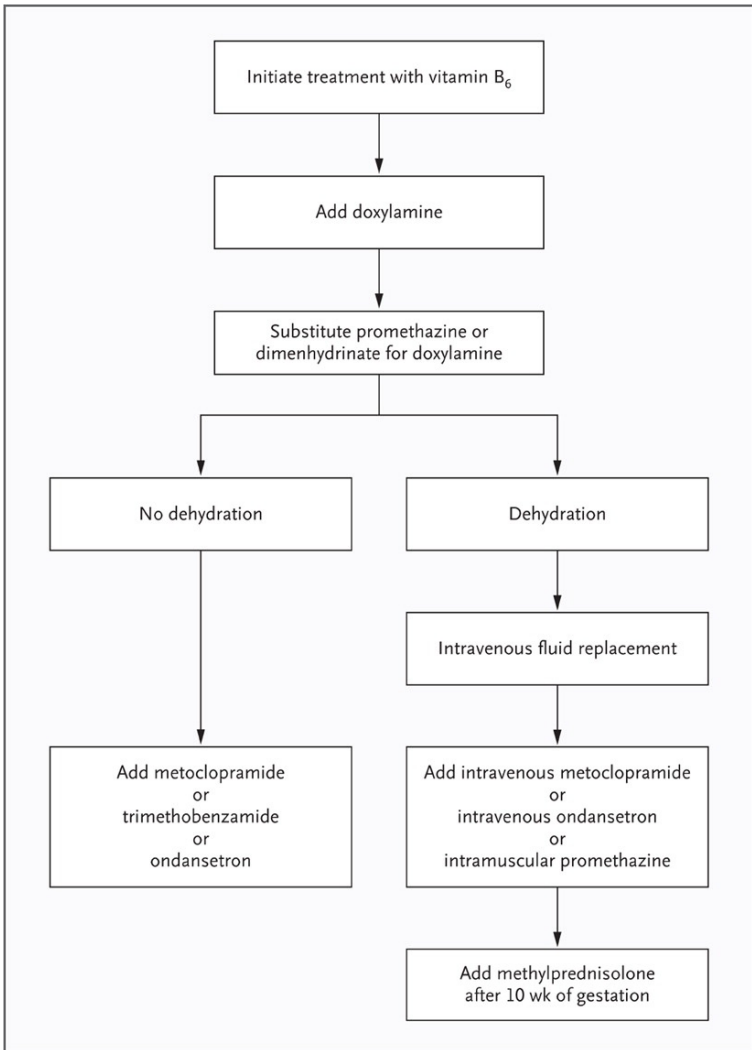 Initiate treatment with vitamin B₆
Add doxylamine
Substitute promethazine or
dimenhydrinate for doxylamine
No dehydration
Dehydration
Intravenous fluid replacement
Add metoclopramide
or
trimethobenzamide
or
ondansetron
Add intravenous metoclopramide
or
intravenous ondansetron
or
intramuscular promethazine
Add methylprednisolone
after 10 wk of gestation